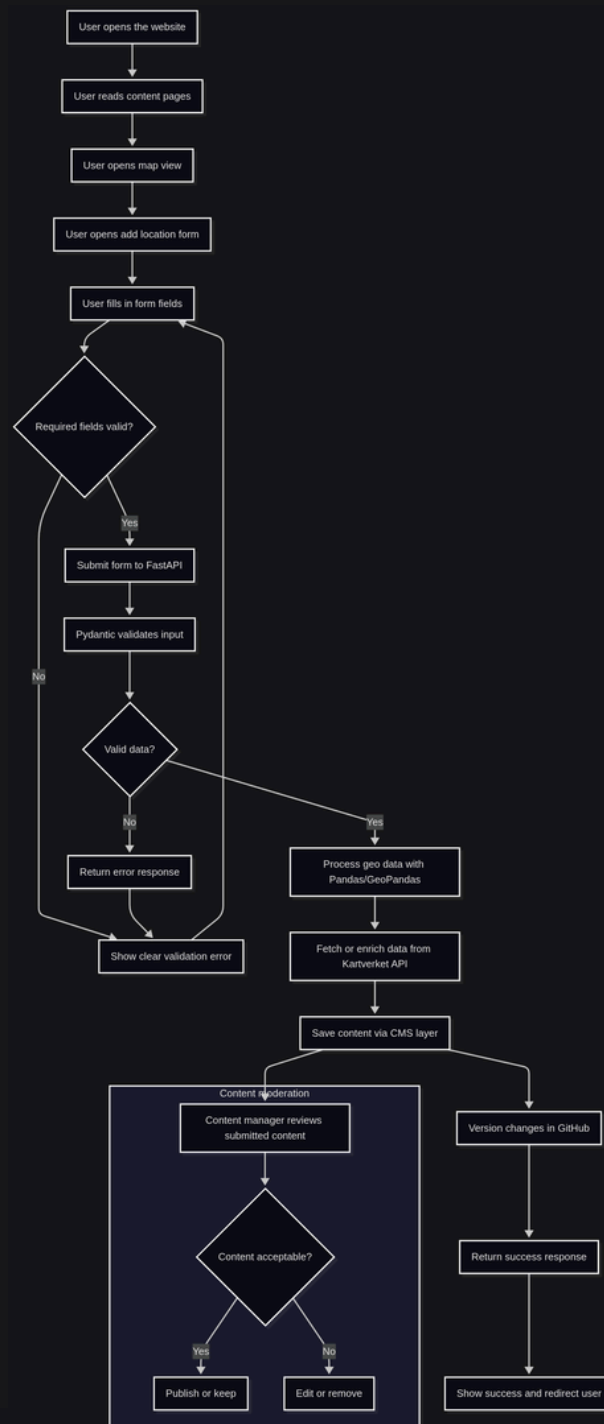 User opens the website
User reads content pages
User opens map view
User opens add location form
User fills in form fields
Required fields valid?
Yes
Submit form to FastAPI
Pydantic validates input
No
Valid data?
No
Yes
Return error response
Process geo data with
Pandas/GeoPandas
Show clear validation error
Fetch or enrich data from
Kartverket API
Save content via CMS layer
Content moderation
Content manager reviews
submitted content
Version changes in GitHub
Content acceptable?
Return success response
Yes
No
Publish or keep
Edit or remove
Show success and redirect user